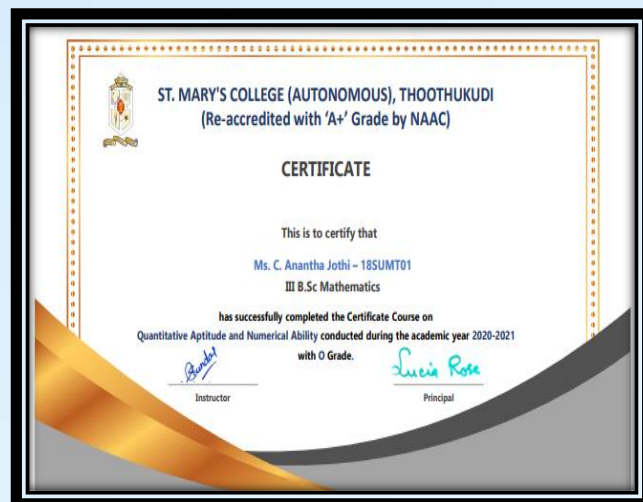 ST. MARY'S COLLEGE (AUTONOMOUS), THOOTHUKUDI
(Re-accredited with ‘A+’ Grade by NAAC)
CERTIFICATE
This is to certify that
Ms. C. Anantha Jothi – 18SUMT01
III B.Sc Mathematics
has successfully completed the Certificate Course on
Quantitative Aptitude and Numerical Ability conducted during the academic year 2020-2021
with O Grade.
Lucia Rose
Instructor
Principal